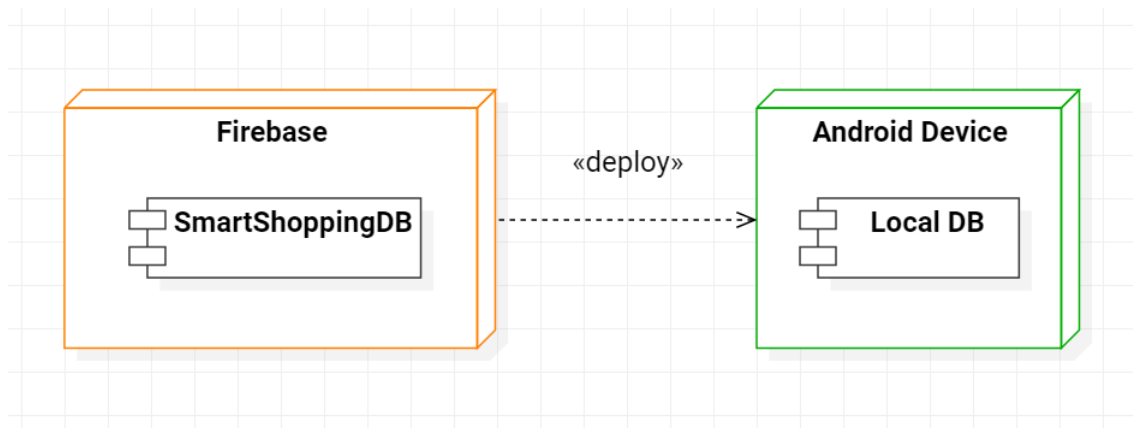 Firebase
SmartShoppingDB
«deploy»
Android Device
Local DB